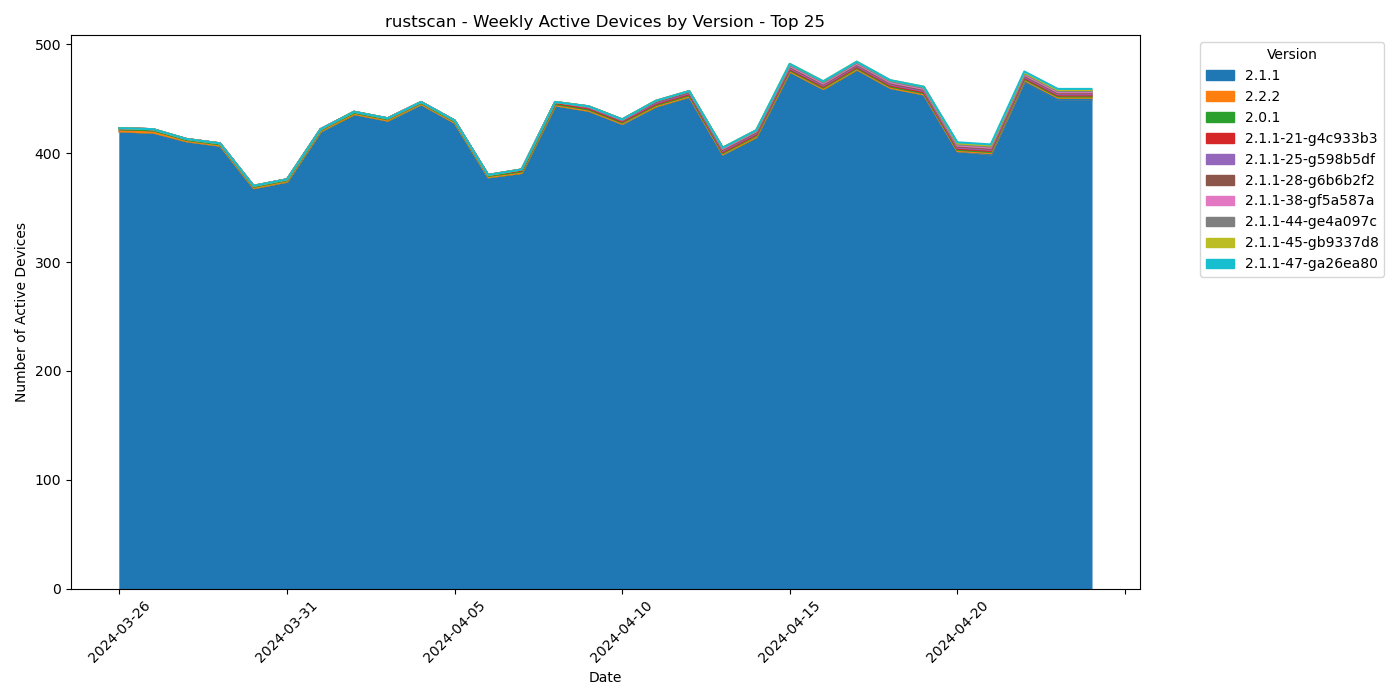 rustscan - Weekly Active Devices by Version - Top 25
Number of Active Devices
500
400
300
200
100
0
2024-03-26
2024-03-31
2024-04-05
2024-04-10
2024-04-15
2024-04-20
Date
Version
2.1.1
2.2.2
2.0.1
2.1.1-21-g4c933b3
2.1.1-25-g598b5df
2.1.1-28-g6b6b2f2
2.1.1-38-gf5a587a
2.1.1-44-ge4a097c
2.1.1-45-gb9337d8
2.1.1-47-ga26ea80